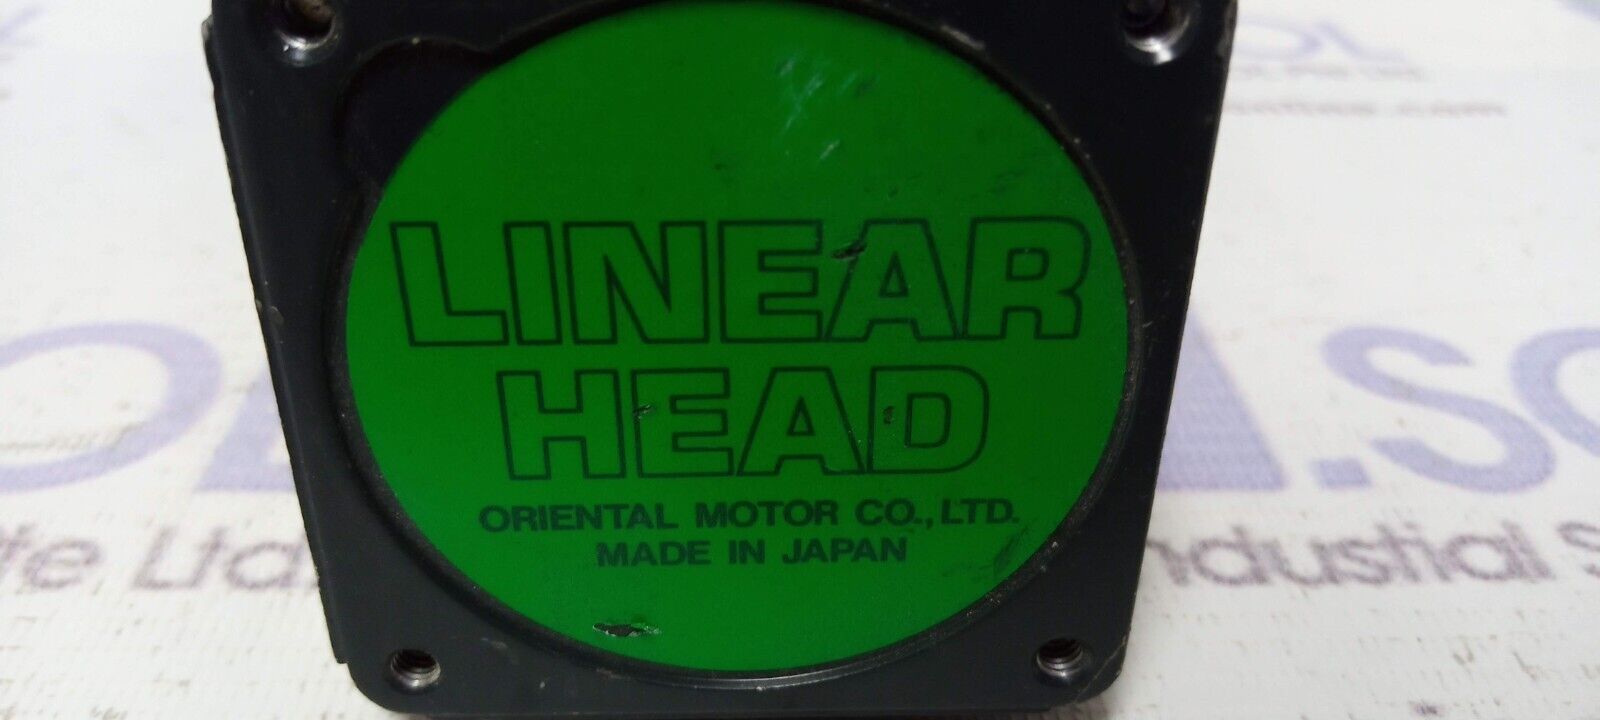 LINEAR
HEAD
ORIENTAL MOTOR CO., LTD.
MADE IN JAPAN